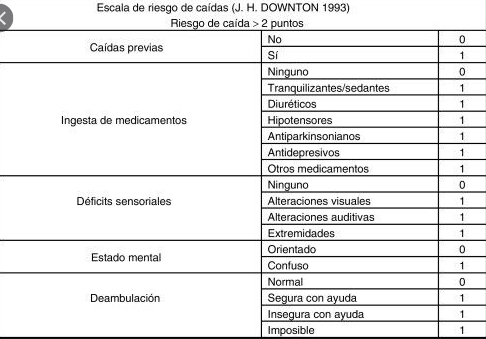 Escala de riesgo de caídas (J. H. DOWNTON 1993)
Riesgo de caída > 2 puntos
Caídas previas
No 0
Sí 1
Ingesta de medicamentos
Ninguno 0
Tranquilizantes/sedantes 1
Diuréticos 1
Hipotensores 1
Antiparkinsonianos 1
Antidepresivos 1
Otros medicamentos 1
Déficits sensoriales
Ninguno 0
Alteraciones visuales 1
Alteraciones auditivas 1
Extremidades 1
Estado mental
Orientado 0
Confuso 1
Deambulación
Normal 0
Segura con ayuda 1
Insegura con ayuda 1
Imposible 1